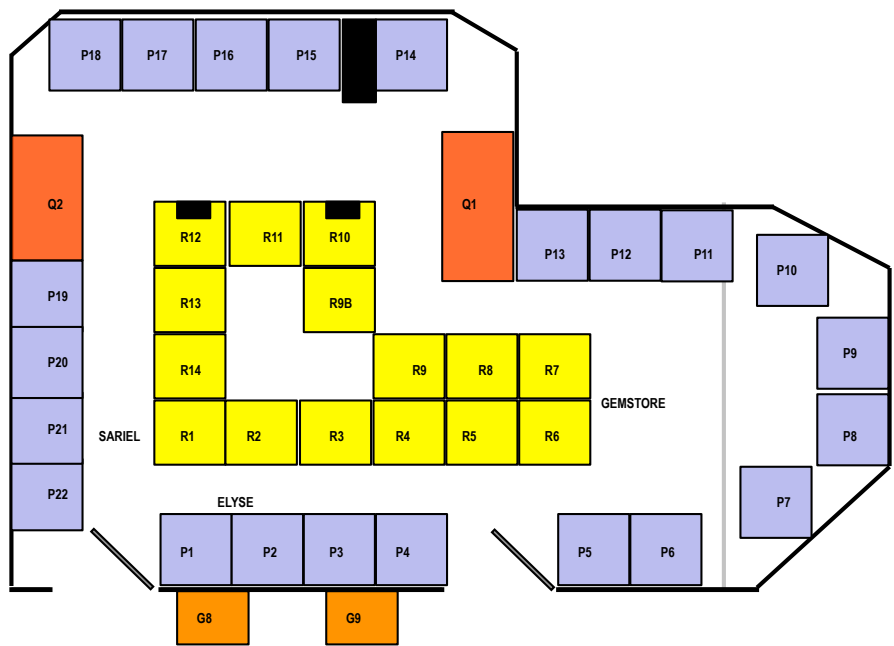 P18 P17 P16 P15 P14
Q2 Q1
R12 R11 R10
P13 P12 P11 P10
P19 R13 R9B
P20 R14 R9 R8 R7 P9
GEMSTORE
P21 SARIEL R1 R2 R3 R4 R5 R6 P8
P22 ELYSE P7
P1 P2 P3 P4 P5 P6
G8 G9